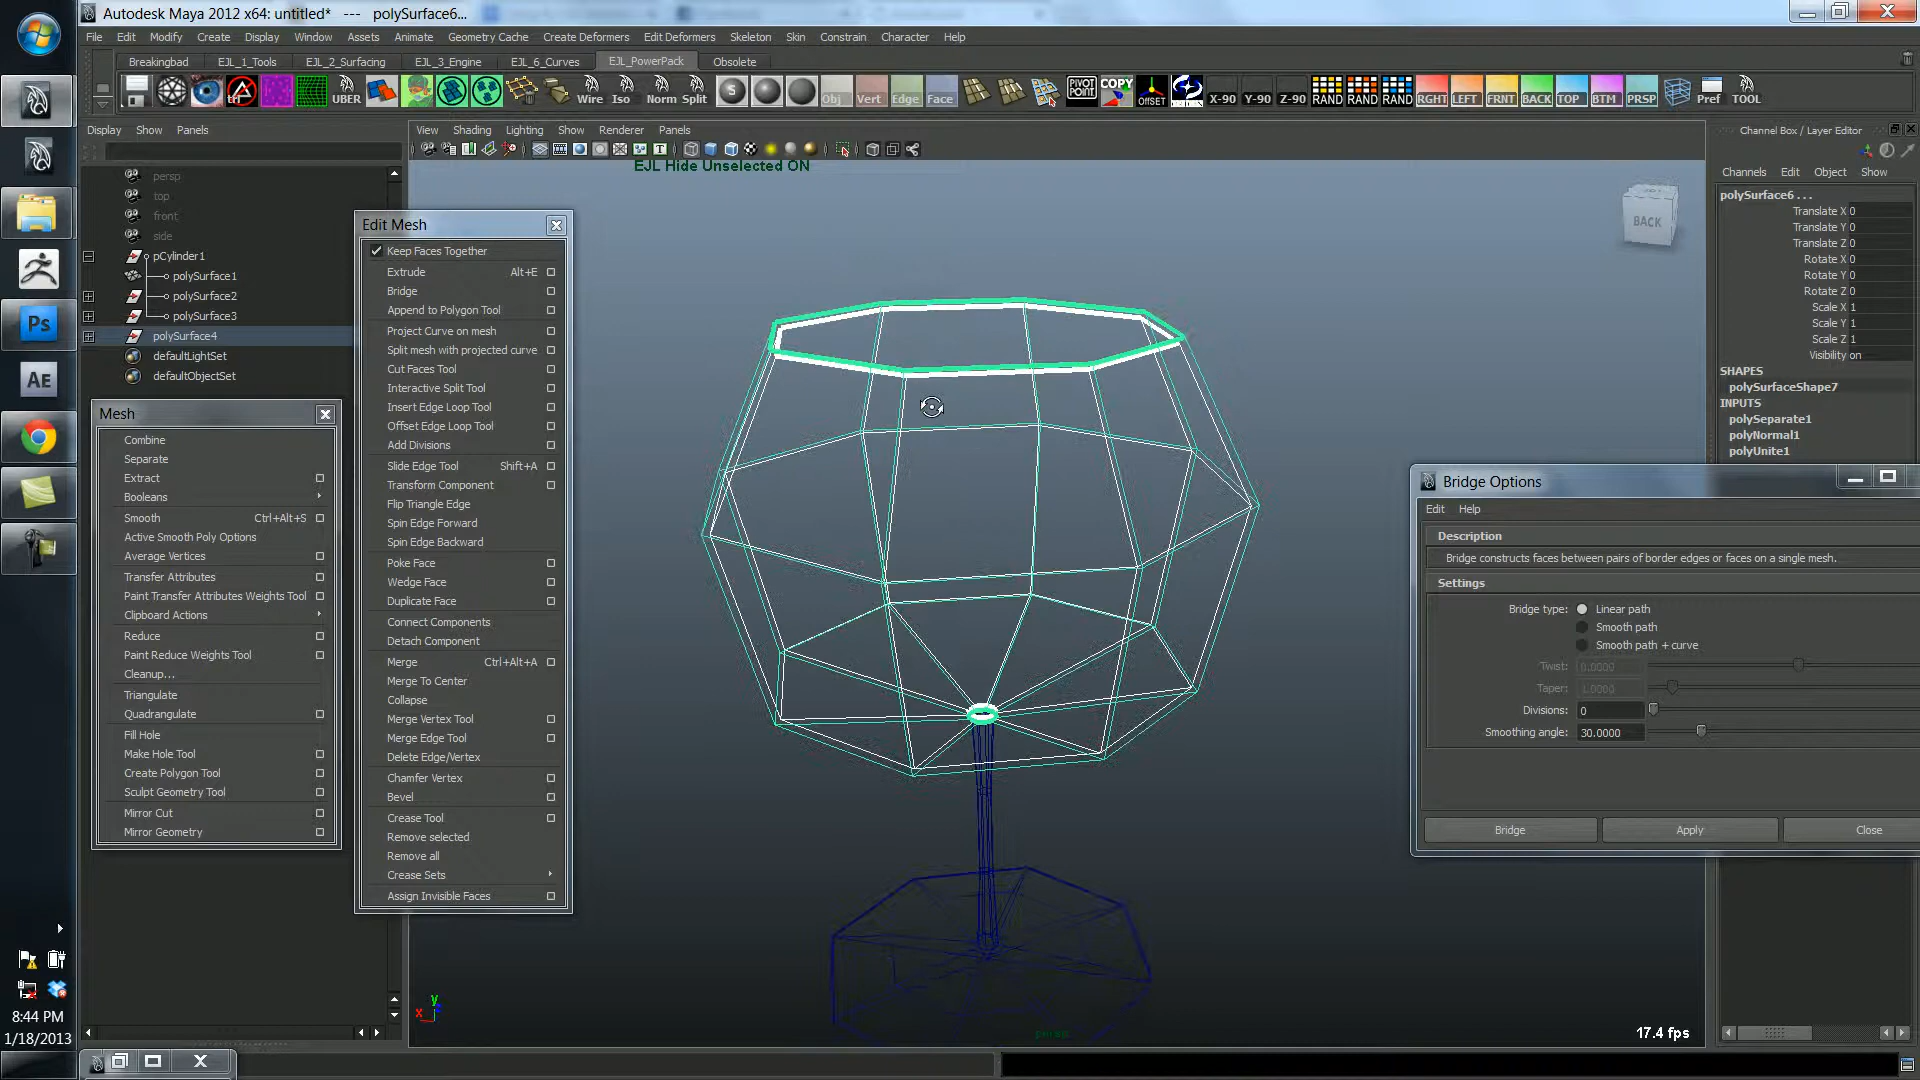 Autodesk Maya 2012 x64: untitled* --- polySurface6...
File Edit Modify Create Display Window Assets Animate Geometry Cache Create Deformers Edit Deformers Skeleton Skin Constrain Character Help
Breakingbad EJL_1_Tools EJL_2_Surfacing EJL_3_Engine EJL_6_Curves EJL_PowerPack Obsolete
tri UBER Wire Iso Norm Split S Obj Vert Edge Face PIVOT POINT COPY OFFSET X-90 Y-90 Z-90 RAND RAND RAND RGHT LEFT FRNT BACK TOP BTM PRSP Pref TOOL
Display Show Panels
View Shading Lighting Show Renderer Panels
EJL Hide Unselected ON
BACK
persp
top
front
side
pCylinder1
polySurface1
polySurface2
polySurface3
polySurface4
defaultLightSet
defaultObjectSet
Mesh
Combine
Separate
Extract
Booleans
Smooth Ctrl+Alt+S
Active Smooth Poly Options
Average Vertices
Transfer Attributes
Paint Transfer Attributes Weights Tool
Clipboard Actions
Reduce
Paint Reduce Weights Tool
Cleanup...
Triangulate
Quadrangulate
Fill Hole
Make Hole Tool
Create Polygon Tool
Sculpt Geometry Tool
Mirror Cut
Mirror Geometry
Edit Mesh
Keep Faces Together
Extrude Alt+E
Bridge
Append to Polygon Tool
Project Curve on mesh
Split mesh with projected curve
Cut Faces Tool
Interactive Split Tool
Insert Edge Loop Tool
Offset Edge Loop Tool
Add Divisions
Slide Edge Tool Shift+A
Transform Component
Flip Triangle Edge
Spin Edge Forward
Spin Edge Backward
Poke Face
Wedge Face
Duplicate Face
Connect Components
Detach Component
Merge Ctrl+Alt+A
Merge To Center
Collapse
Merge Vertex Tool
Merge Edge Tool
Delete Edge/Vertex
Chamfer Vertex
Bevel
Crease Tool
Remove selected
Remove all
Crease Sets
Assign Invisible Faces
Channel Box / Layer Editor
Channels Edit Object Show
polySurface6 ...
Translate X 0
Translate Y 0
Translate Z 0
Rotate X 0
Rotate Y 0
Rotate Z 0
Scale X 1
Scale Y 1
Scale Z 1
Visibility on
SHAPES
polySurfaceShape7
INPUTS
polySeparate1
polyNormal1
polyUnite1
Bridge Options
Edit Help
Description
Bridge constructs faces between pairs of border edges or faces on a single mesh.
Settings
Bridge type: Linear path
Smooth path
Smooth path + curve
Twist: 0.0000
Taper: 1.0000
Divisions: 0
Smoothing angle: 30.0000
Bridge Apply Close
y
x
persp
17.4 fps
Ps
AE
8:44 PM
1/18/2013